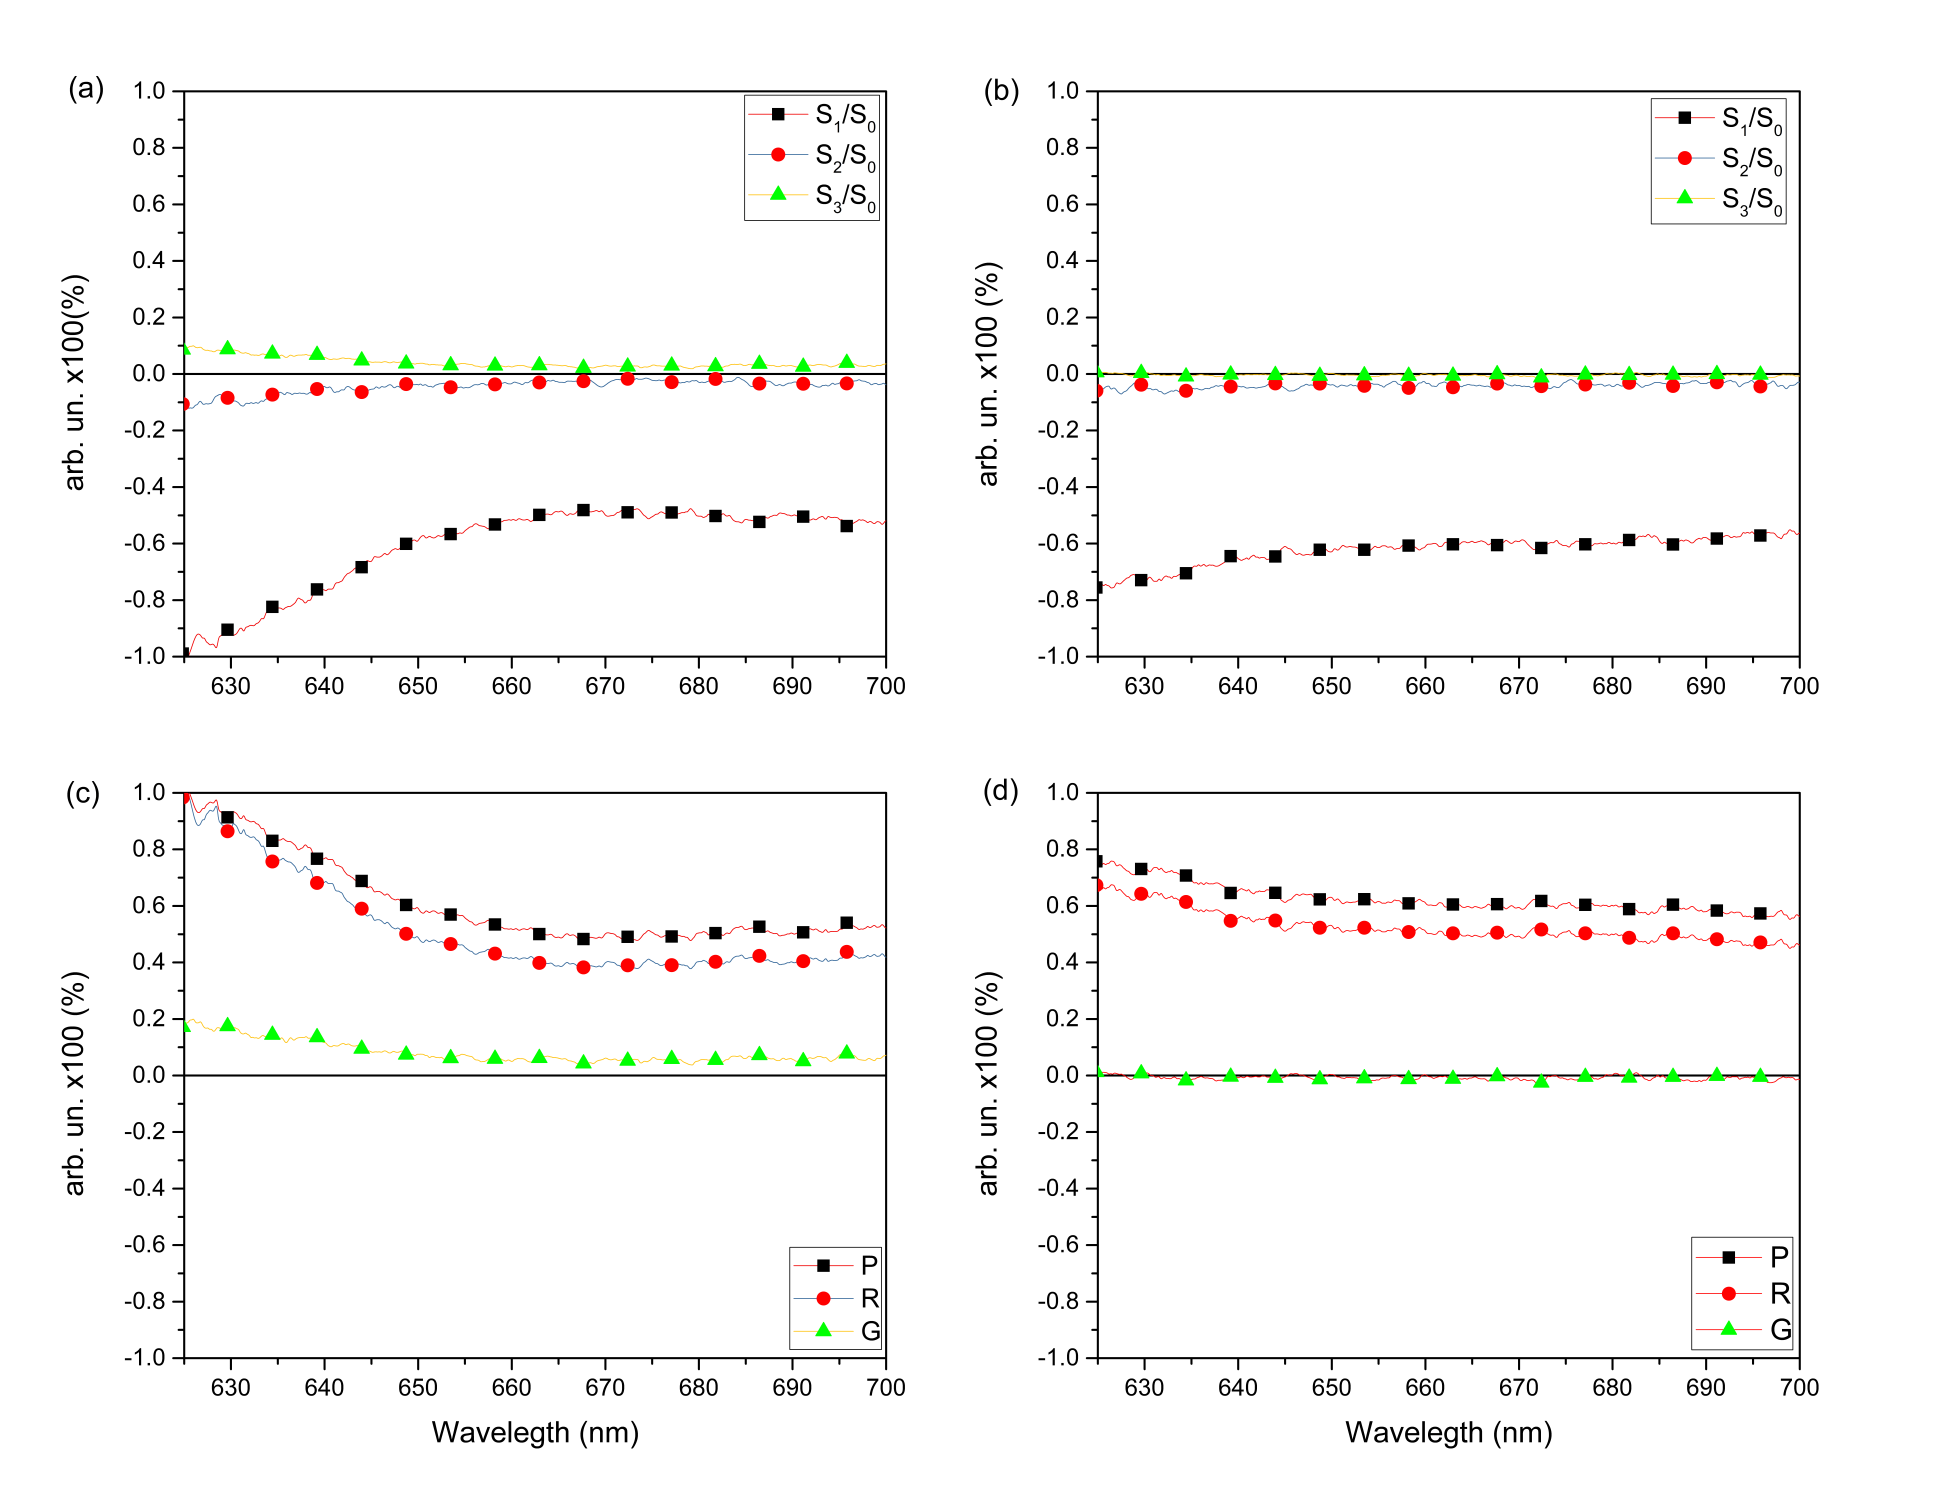 (a)
1.0
0.8
0.6
0.4
0.2
0.0
-0.2
-0.4
-0.6
-0.8
-1.0
arb. un. x100(%)
S1/S0
S2/S0
S3/S0
630 640 650 660 670 680 690 700
(b)
1.0
0.8
0.6
0.4
0.2
0.0
-0.2
-0.4
-0.6
-0.8
-1.0
arb. un. x100 (%)
S1/S0
S2/S0
S3/S0
630 640 650 660 670 680 690 700
(c)
1.0
0.8
0.6
0.4
0.2
0.0
-0.2
-0.4
-0.6
-0.8
-1.0
arb. un. x100 (%)
P
R
G
630 640 650 660 670 680 690 700
Wavelegth (nm)
(d)
1.0
0.8
0.6
0.4
0.2
0.0
-0.2
-0.4
-0.6
-0.8
-1.0
arb. un. x100 (%)
P
R
G
630 640 650 660 670 680 690 700
Wavelegth (nm)